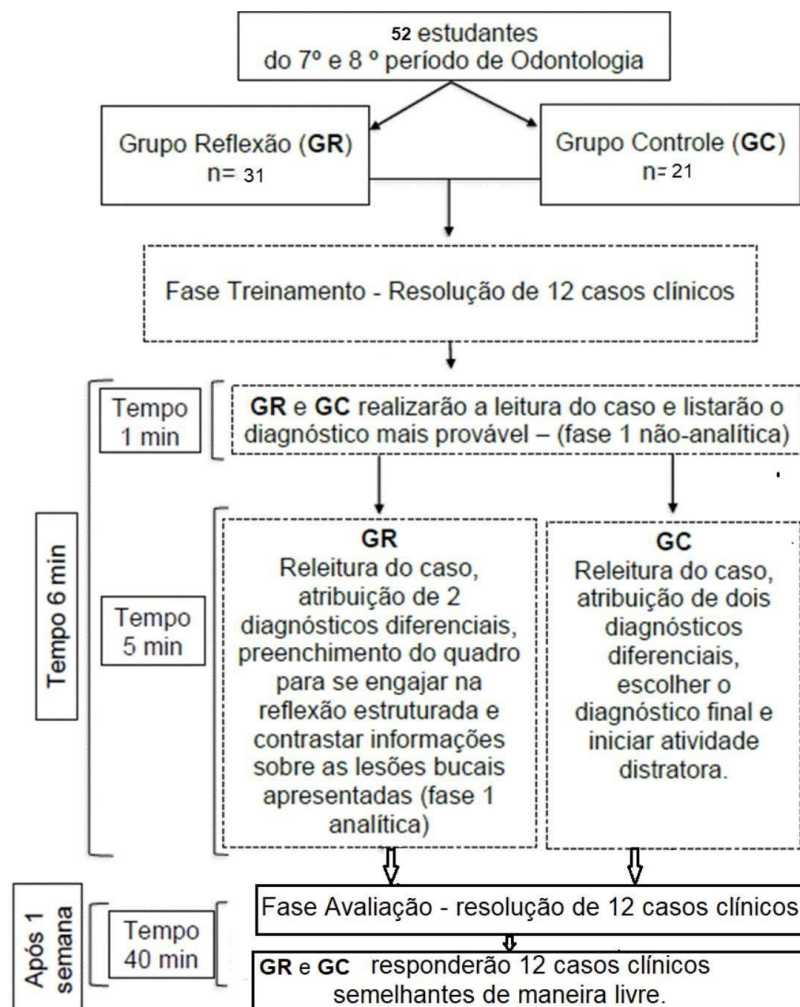 52 estudantes
do 7º e 8 º período de Odontologia
Grupo Reflexão (GR)
n= 31
Grupo Controle (GC)
n= 21
Fase Treinamento - Resolução de 12 casos clínicos
Tempo 6 min
Tempo
1 min
GR e GC realizarão a leitura do caso e listarão o
diagnóstico mais provável – (fase 1 não-analítica)
Tempo
5 min
GR
Releitura do caso,
atribuição de 2
diagnósticos diferenciais,
preenchimento do quadro
para se engajar na
reflexão estruturada e
contrastar informações
sobre as lesões bucais
apresentadas (fase 1
analítica)
GC
Releitura do caso,
atribuição de dois
diagnósticos
diferenciais,
escolher o
diagnóstico final e
iniciar atividade
distratora.
Após 1
semana
Tempo
40 min
Fase Avaliação - resolução de 12 casos clínicos
GR e GC responderão 12 casos clínicos
semelhantes de maneira livre.